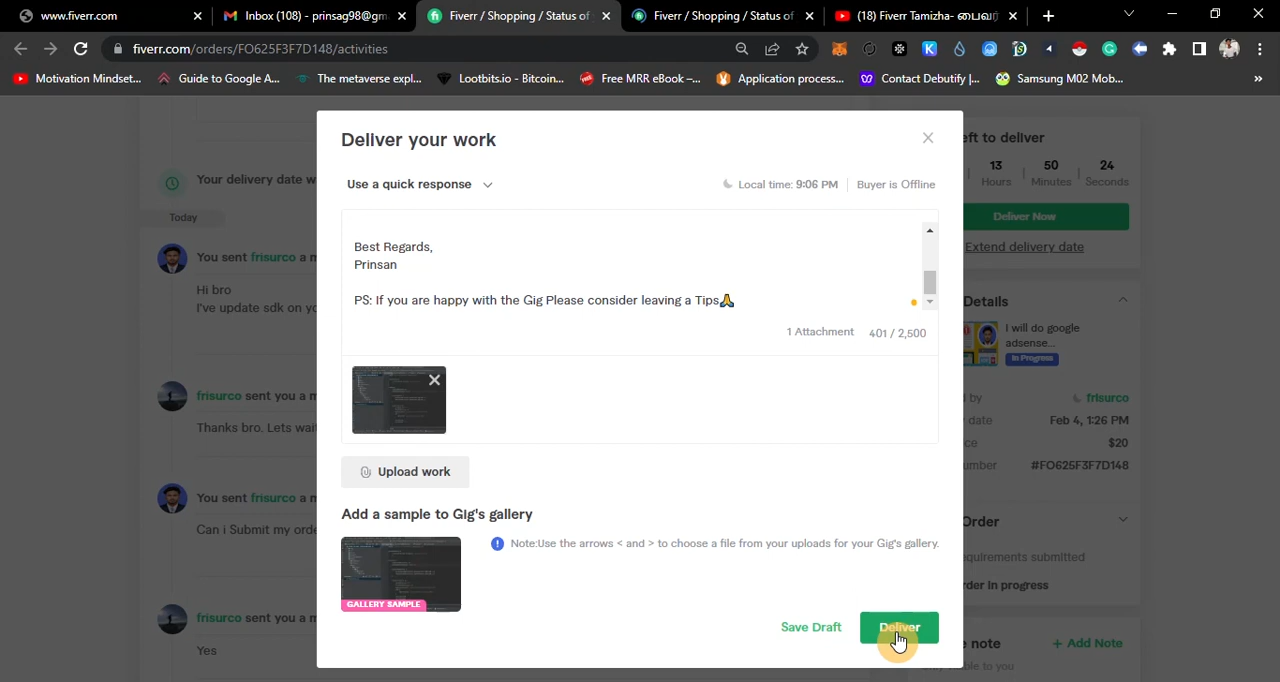 www.fiverr.com
Inbox (108) - prinsag98@gm
Fiverr / Shopping / Status of
Fiverr / Shopping / Status of
(18) Fiverr Tamizha-
fiverr.com/orders/FO625F3F7D148/activities
Motivation Mindset...
Guide to Google A...
The metaverse expl...
Lootbits.io - Bitcoin...
Free MRR eBook –...
Application process...
Contact Debutify |...
Samsung M02 Mob...
»
Your delivery date w
Today
You sent frisurco a m
Hi bro
I've update sdk on yo
frisurco sent you a m
Thanks bro. Lets wai
You sent frisurco a m
Can i Submit my orde
frisurco sent you a m
Yes
Deliver your work
Use a quick response
Local time: 9:06 PM
Buyer is Offline
Best Regards,
Prinsan
PS: If you are happy with the Gig Please consider leaving a Tips🙏
1 Attachment 401 / 2,500
Upload work
Add a sample to Gig's gallery
Note:Use the arrows < and > to choose a file from your uploads for your Gig's gallery.
GALLERY SAMPLE
Save Draft
Deliver
eft to deliver
13 50 24
Hours Minutes Seconds
Deliver Now
Extend delivery date
Details
I will do google
adsense...
In Progress
by frisurco
date Feb 4, 1:26 PM
ce $20
umber #FO625F3F7D148
Order
equirements submitted
rder in progress
e note + Add Note
ble to you